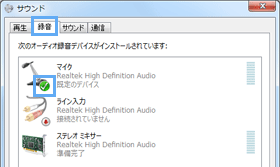 サウンド
再生 録音 サウンド 通信
次のオーディオ録音デバイスがインストールされています:
マイク
Realtek High Definition Audio
既定のデバイス
ライン入力
Realtek High Definition Audio
接続されていません
ステレオ ミキサー
Realtek High Definition Audio
準備完了